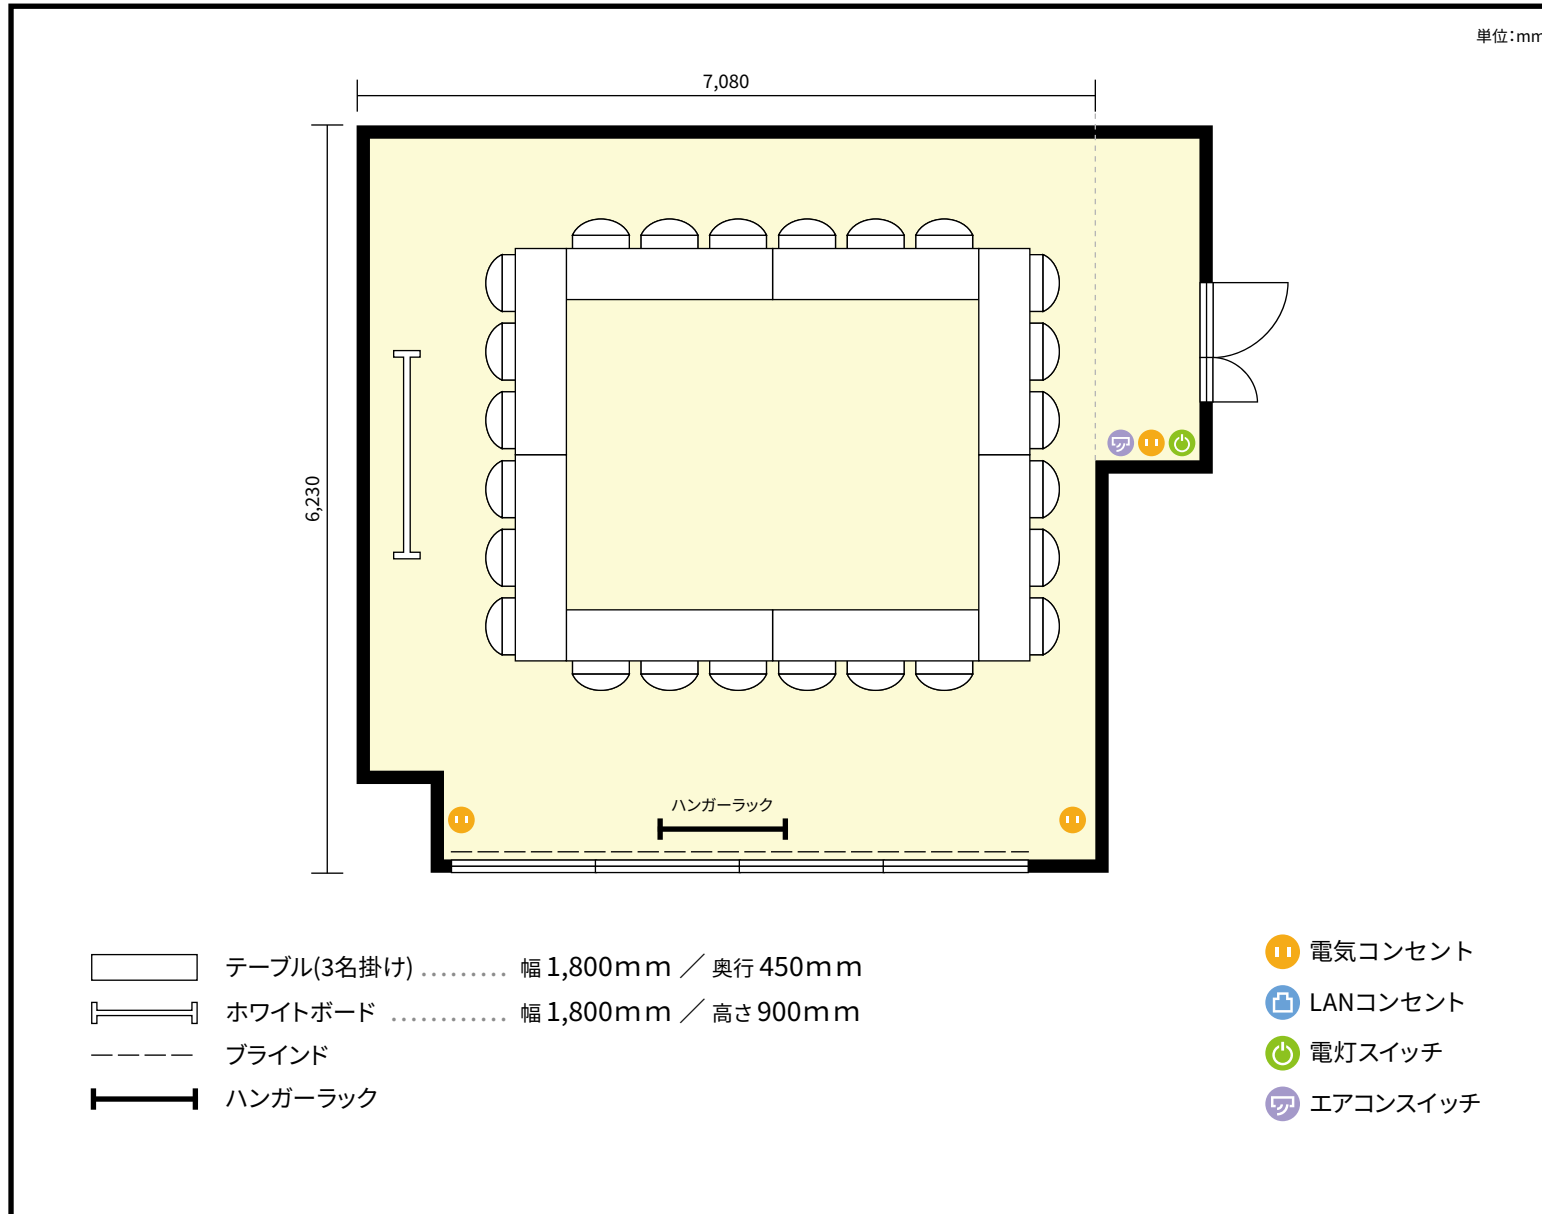 単位：mm
7,080
6,230
ハンガーラック
テーブル(3名掛け) ......... 幅 1,800mm ／ 奥行 450mm
ホワイトボード ............ 幅 1,800mm ／ 高さ 900mm
ブラインド
ハンガーラック
電気コンセント
LANコンセント
電灯スイッチ
エアコンスイッチ